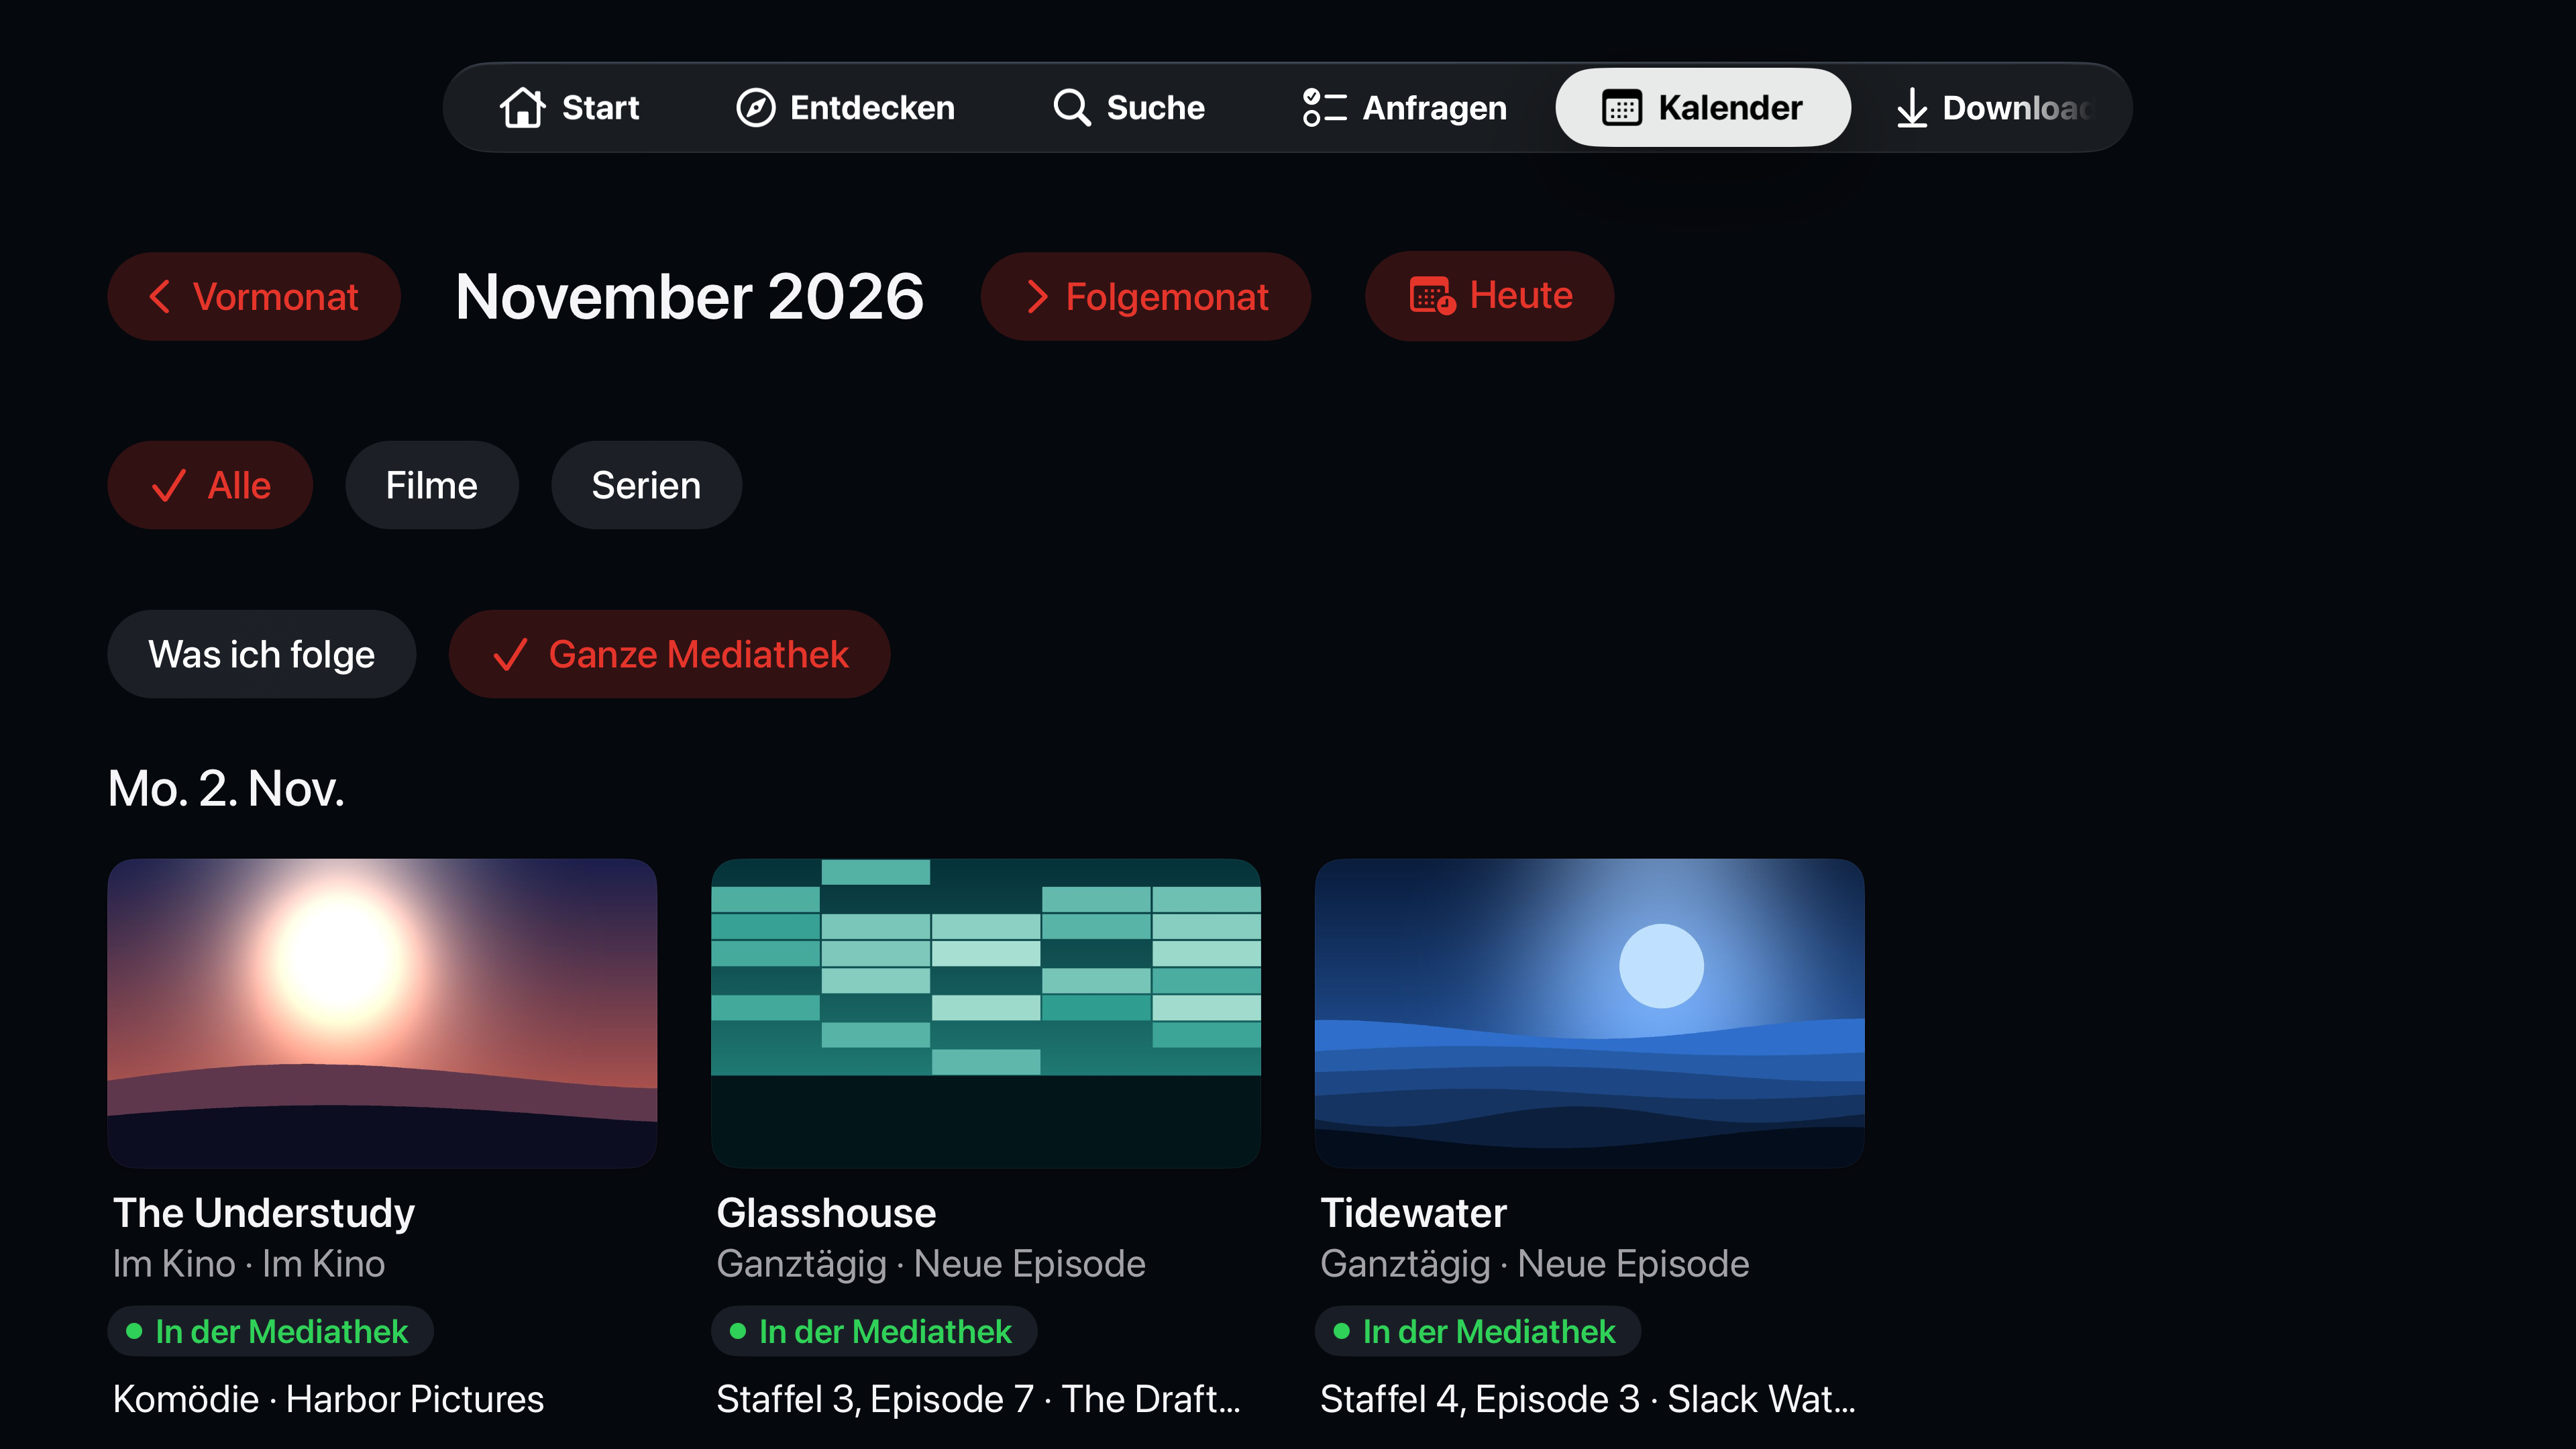 Start Entdecken Suche Anfragen Kalender Download
Vormonat November 2026 Folgemonat Heute
Alle Filme Serien
Was ich folge Ganze Mediathek
Mo. 2. Nov.
The Understudy
Im Kino · Im Kino
In der Mediathek
Komödie · Harbor Pictures
Glasshouse
Ganztägig · Neue Episode
In der Mediathek
Staffel 3, Episode 7 · The Draft...
Tidewater
Ganztägig · Neue Episode
In der Mediathek
Staffel 4, Episode 3 · Slack Wat...